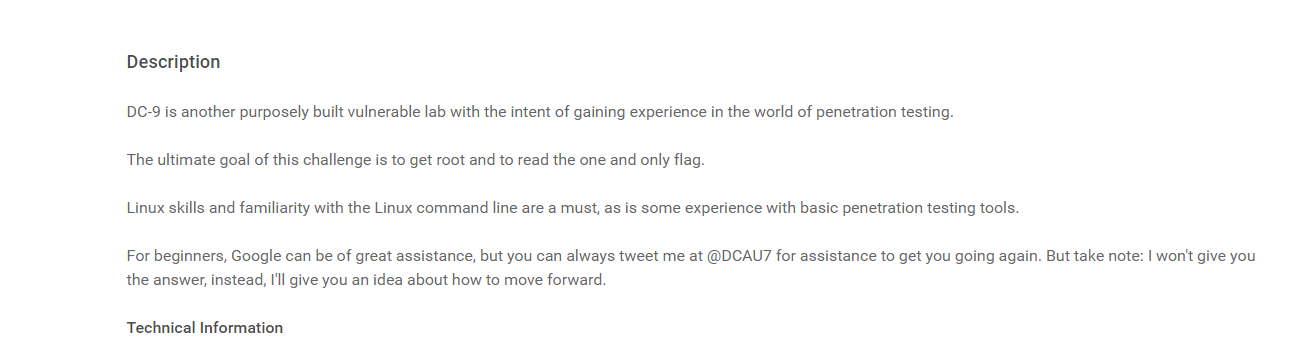 Description
DC-9 is another purposely built vulnerable lab with the intent of gaining experience in the world of penetration testing.
The ultimate goal of this challenge is to get root and to read the one and only flag.
Linux skills and familiarity with the Linux command line are a must, as is some experience with basic penetration testing tools.
For beginners, Google can be of great assistance, but you can always tweet me at @DCAU7 for assistance to get you going again. But take note: I won't give you
the answer, instead, I'll give you an idea about how to move forward.
Technical Information